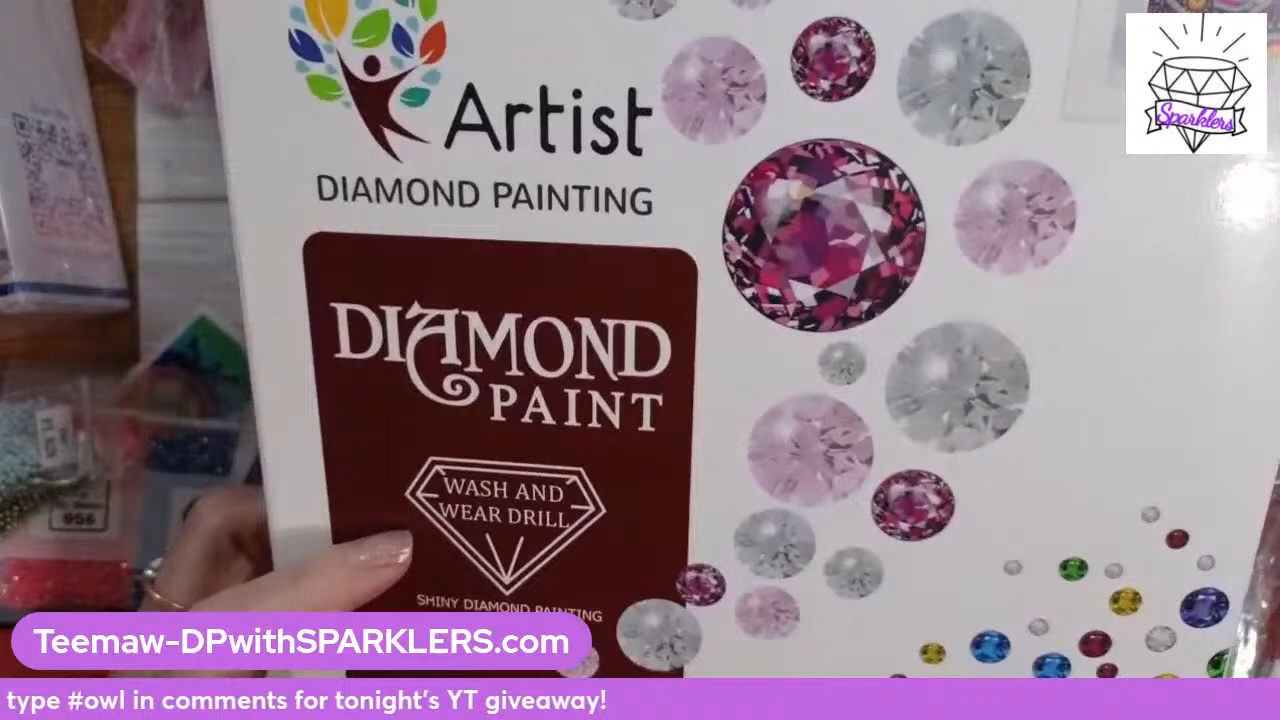 Artist
DIAMOND PAINTING
DIAMOND
PAINT
WASH AND
WEAR DRILL
SHINY DIAMOND PAINTING
Sparklers
956
Teemaw-DPwithSPARKLERS.com
type #owl in comments for tonight's YT giveaway!